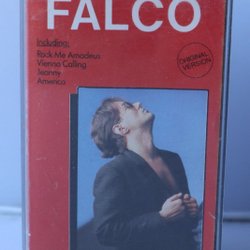 FALCO
Including:
Rock Me Amadeus
Vienna Calling
Jeanny
America
ORIGINAL
VERSION